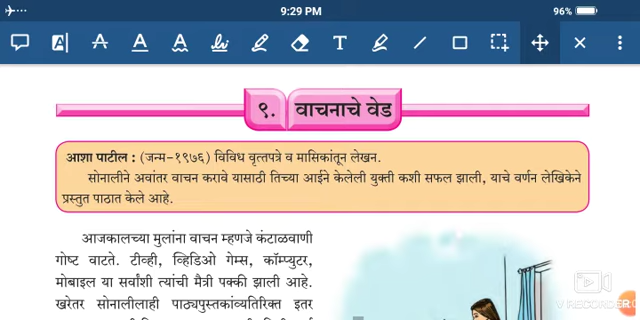 9:29 PM
96%
९. वाचनाचे वेड
आशा पाटील : (जन्म-१९७६) विविध वृत्तपत्रे व मासिकांतून लेखन.
सोनालीने अवांतर वाचन करावे यासाठी तिच्या आईने केलेली युक्ती कशी सफल झाली, याचे वर्णन लेखिकेने
प्रस्तुत पाठात केले आहे.
आजकालच्या मुलांना वाचन म्हणजे कंटाळवाणी
गोष्ट वाटते. टीव्ही, व्हिडिओ गेम्स, कॉम्प्युटर,
मोबाइल या सर्वांशी त्यांची मैत्री पक्की झाली आहे.
खरेतर सोनालीलाही पाठ्यपुस्तकांव्यतिरिक्त इतर
RECORDER